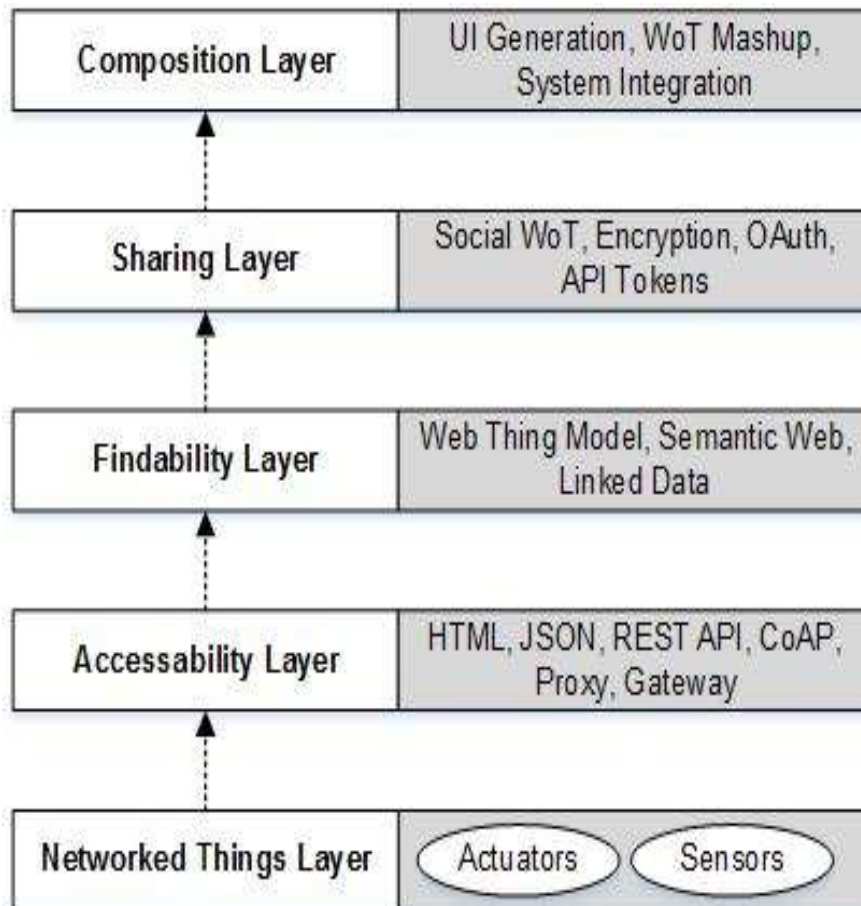 Composition Layer
UI Generation, WoT Mashup,
System Integration
Sharing Layer
Social WoT, Encryption, OAuth,
API Tokens
Findability Layer
Web Thing Model, Semantic Web,
Linked Data
Accessability Layer
HTML, JSON, REST API, CoAP,
Proxy, Gateway
Networked Things Layer
Actuators
Sensors